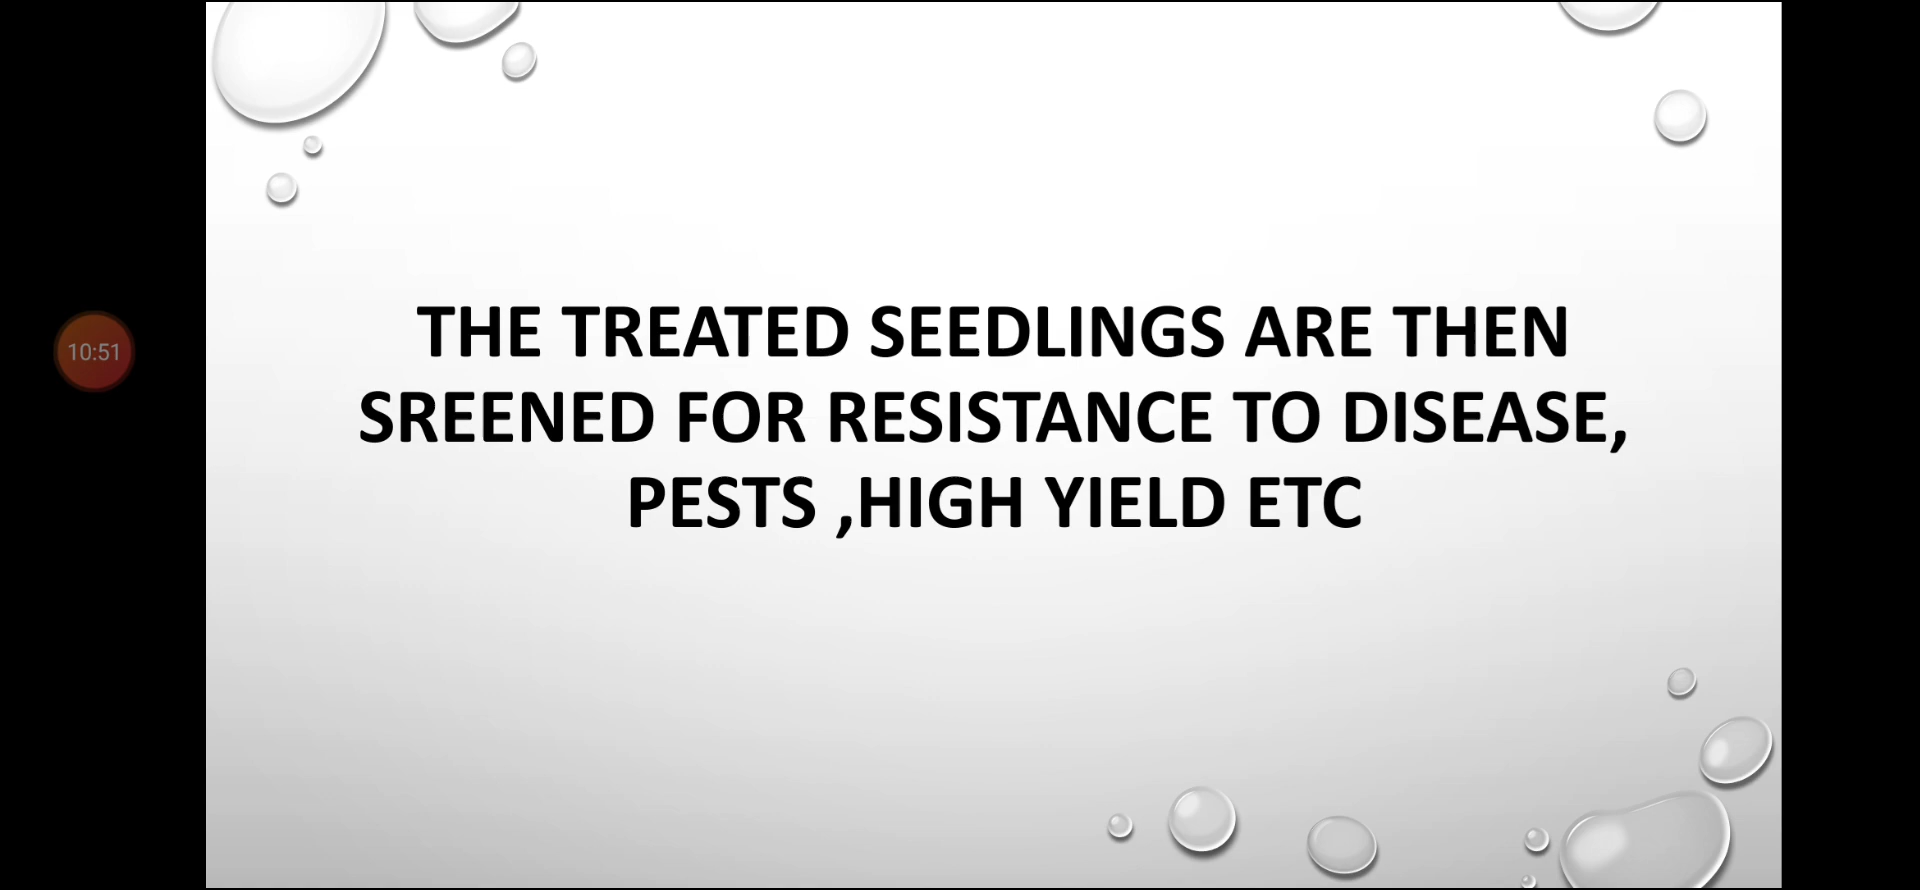 10:51
THE TREATED SEEDLINGS ARE THEN
SREENED FOR RESISTANCE TO DISEASE,
PESTS ,HIGH YIELD ETC